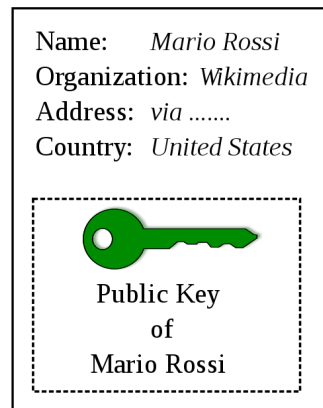 Name: Mario Rossi
Organization: Wikimedia
Address: via .......
Country: United States
Public Key
of
Mario Rossi